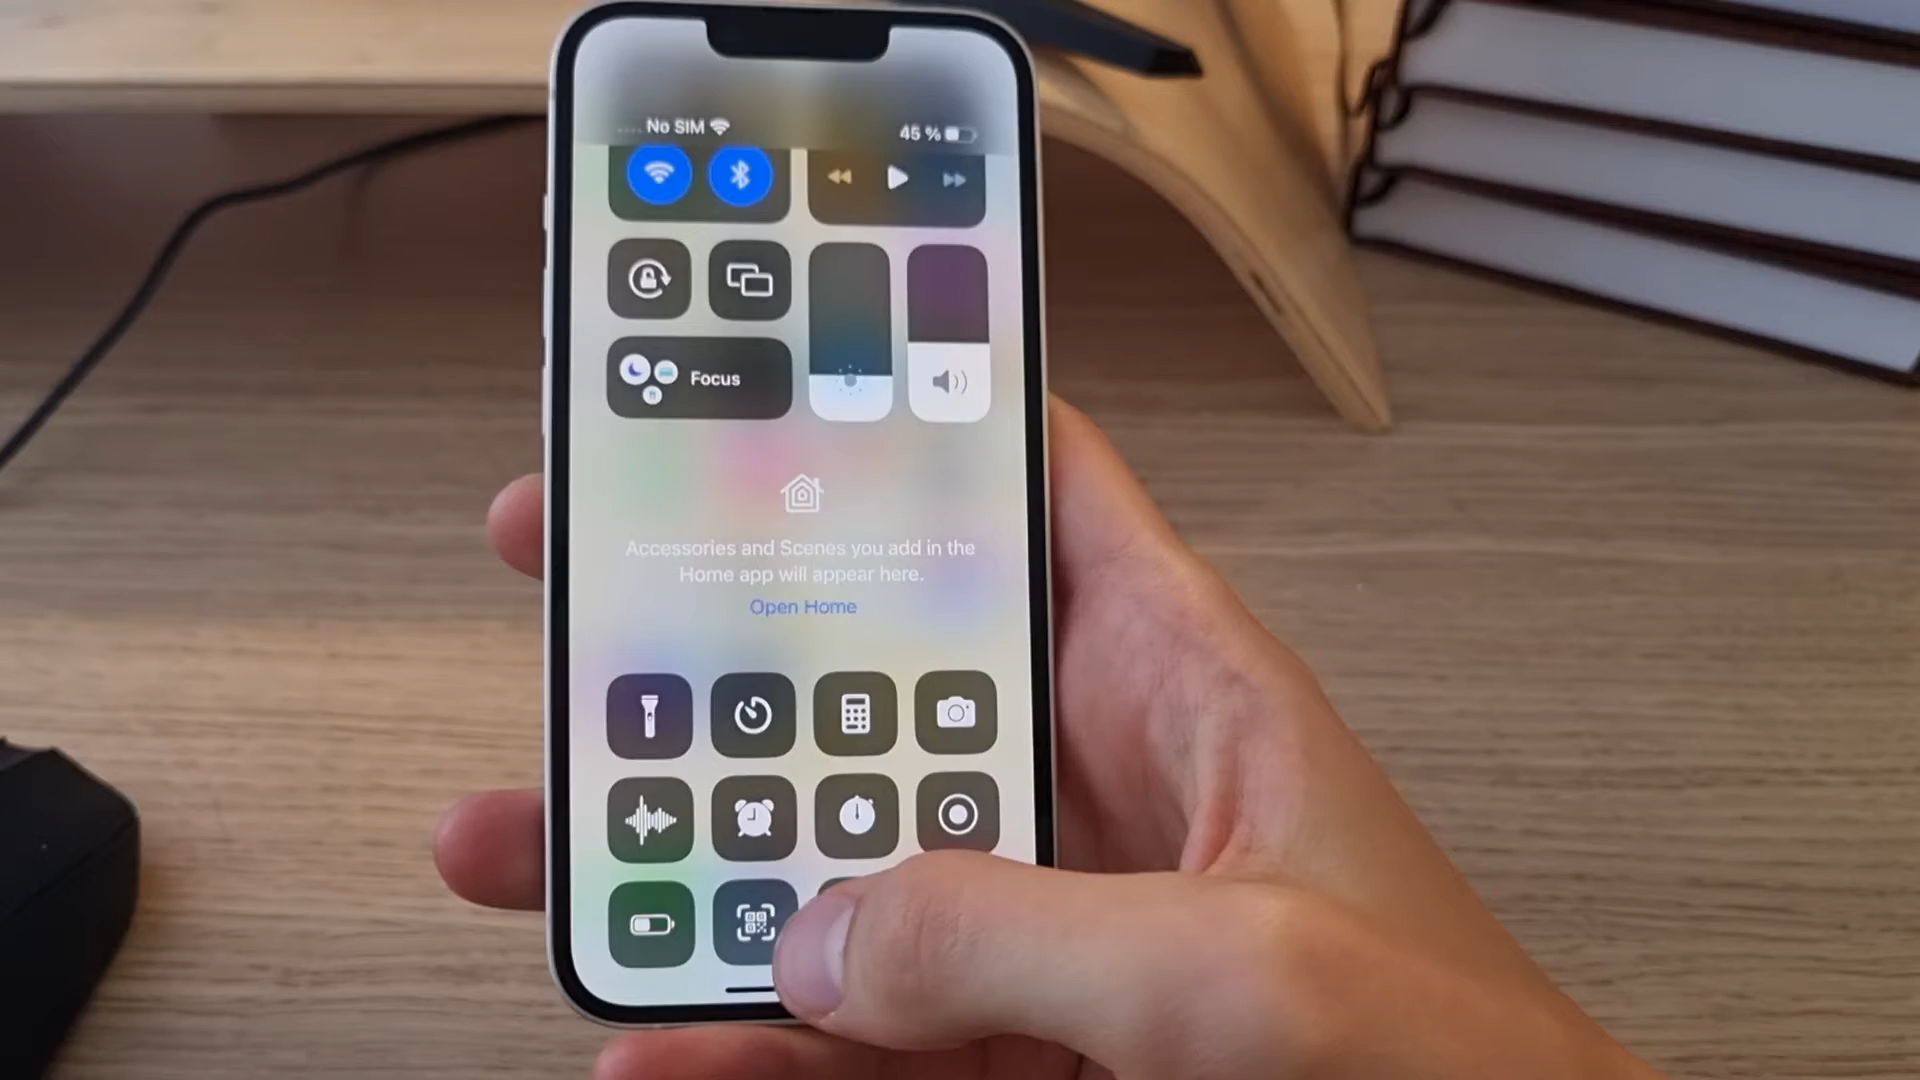 No SIM
45 %
Focus
Accessories and Scenes you add in the
Home app will appear here.
Open Home